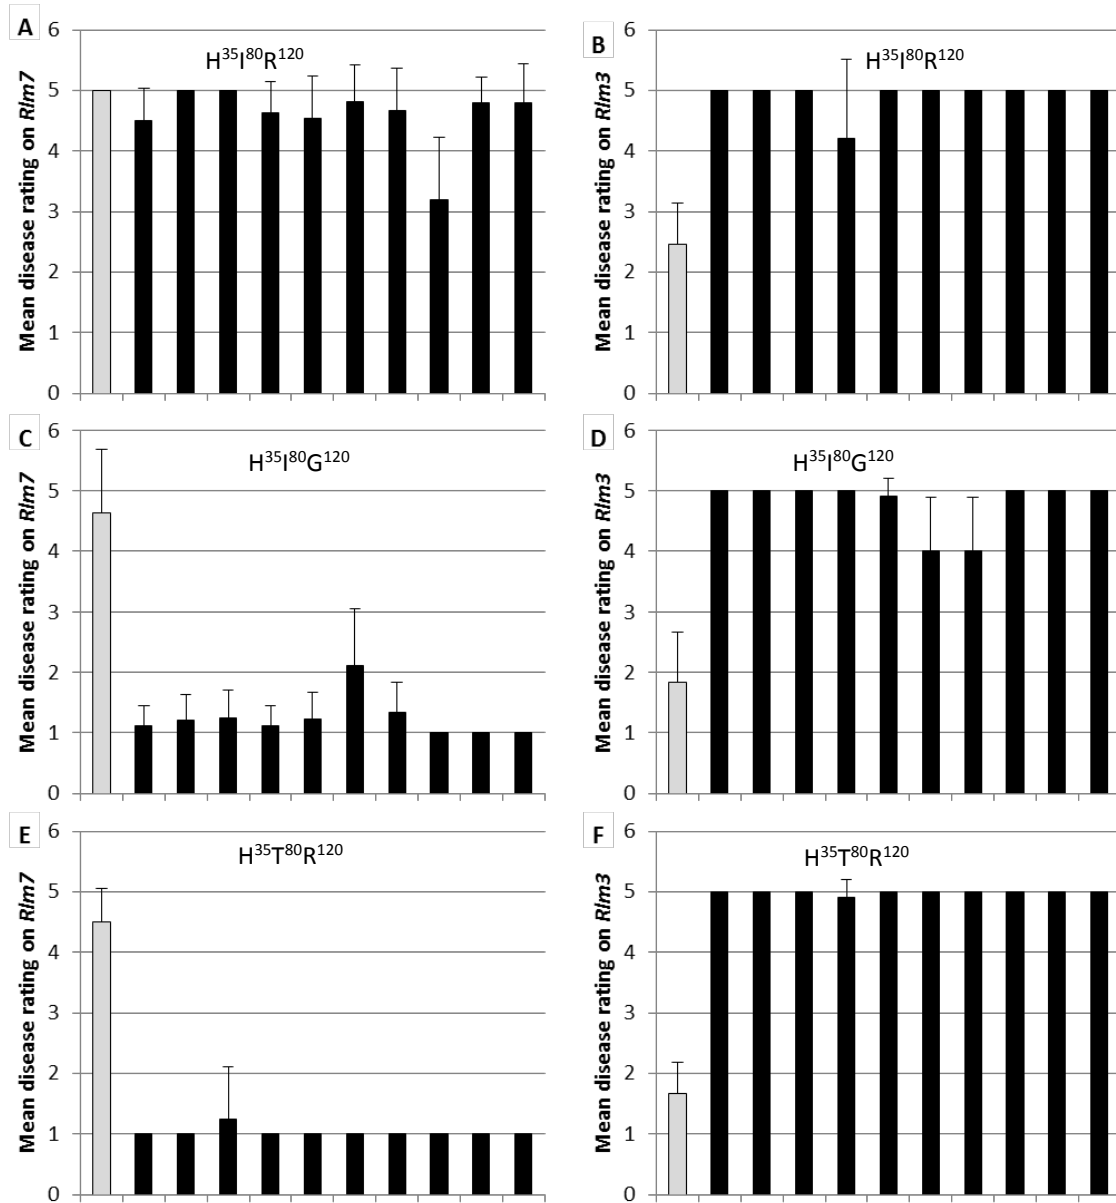 A
H³⁵I⁸⁰R¹²⁰
Mean disease rating on Rlm7
6
5
4
3
2
1
0
B
H³⁵I⁸⁰R¹²⁰
Mean disease rating on Rlm3
6
5
4
3
2
1
0
C
H³⁵I⁸⁰G¹²⁰
Mean disease rating on Rlm7
6
5
4
3
2
1
0
D
H³⁵I⁸⁰G¹²⁰
Mean disease rating on Rlm3
6
5
4
3
2
1
0
E
H³⁵T⁸⁰R¹²⁰
Mean disease rating on Rlm7
6
5
4
3
2
1
0
F
H³⁵T⁸⁰R¹²⁰
Mean disease rating on Rlm3
6
5
4
3
2
1
0